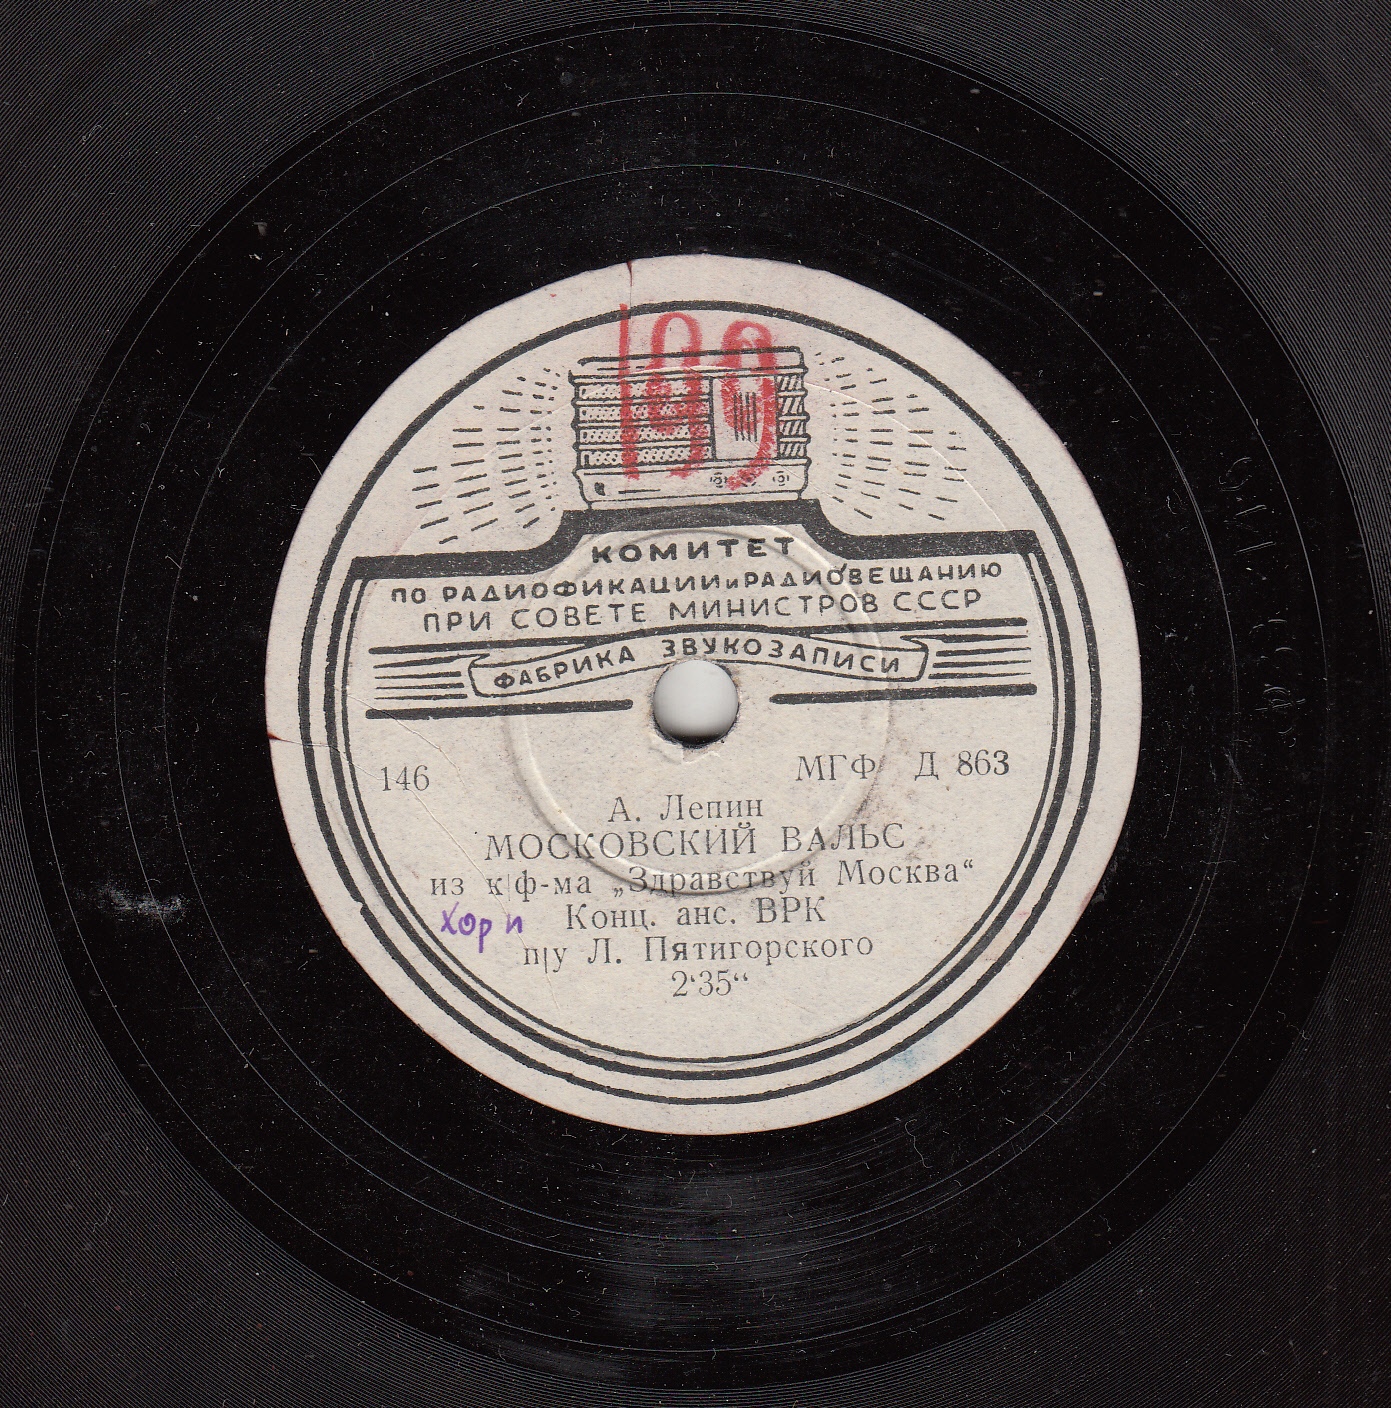 189
КОМИТЕТ
ПО РАДИОФИКАЦИИ и РАДИОВЕЩАНИЮ
ПРИ СОВЕТЕ МИНИСТРОВ СССР
ФАБРИКА ЗВУКОЗАПИСИ
146 МГФ Д 863
А. Лепин
МОСКОВСКИЙ ВАЛЬС
из к|ф-ма „Здравствуй Москва“
Хор и Конц. анс. ВРК
п|у Л. Пятигорского
2‘35“